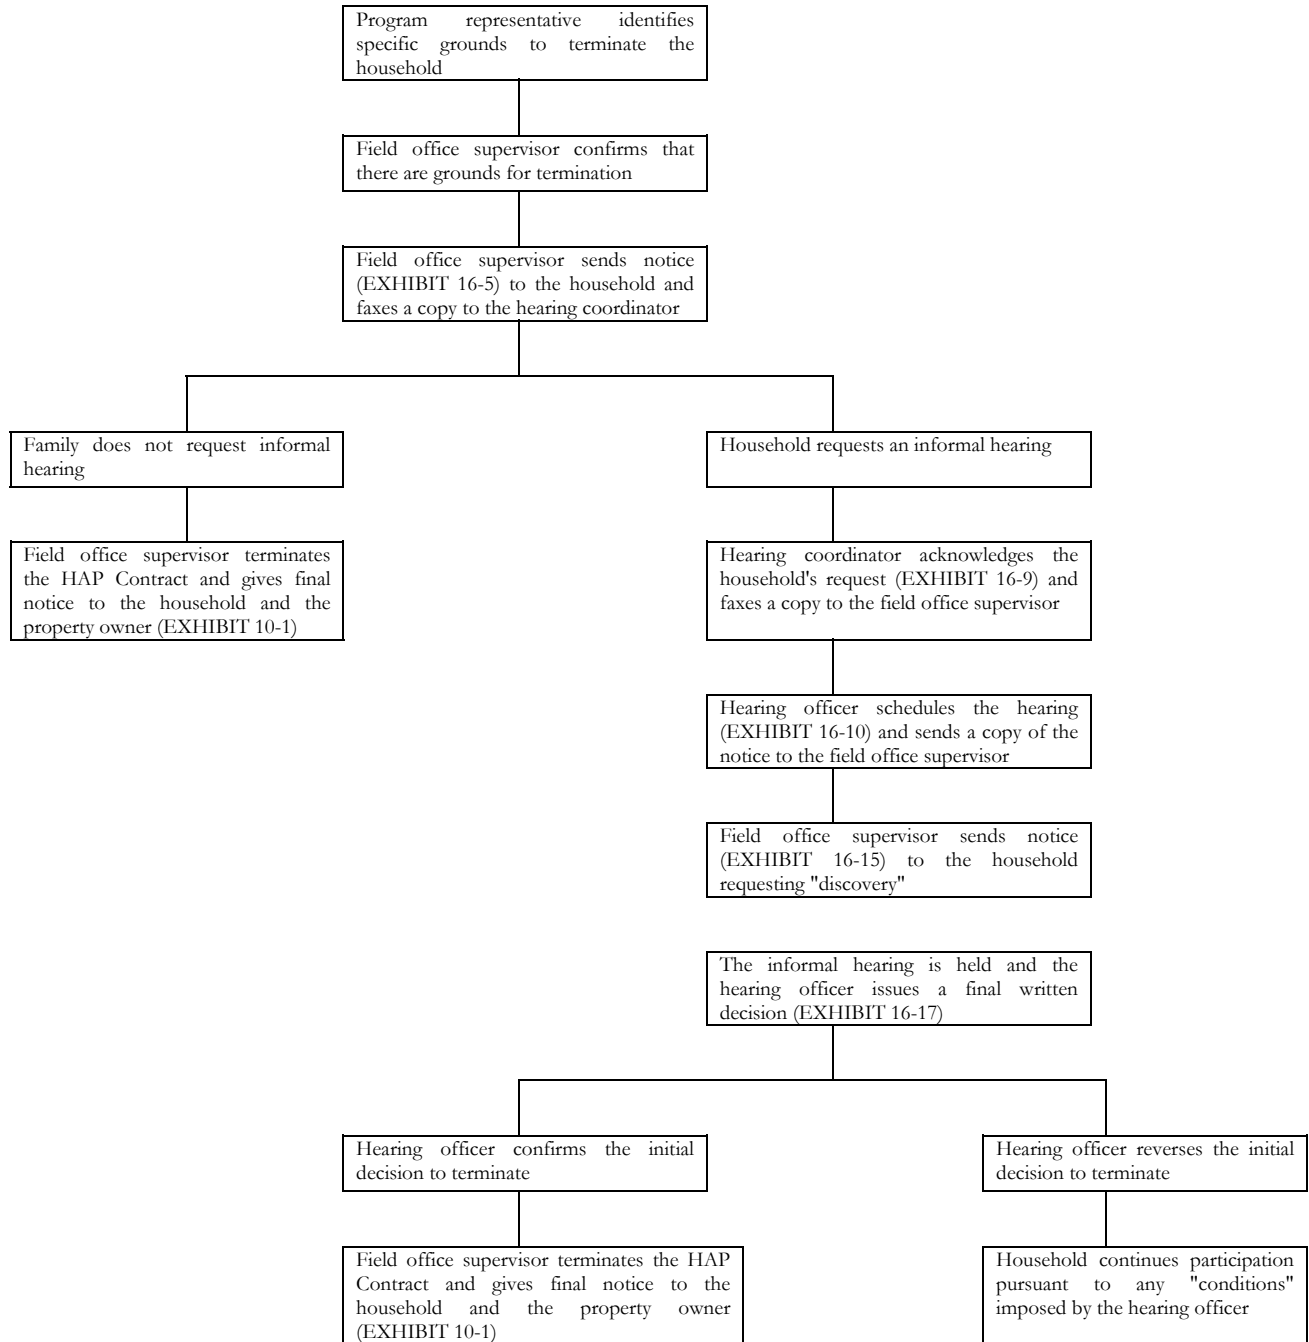 Program representative identifies
specific grounds to terminate the
household
Field office supervisor confirms that
there are grounds for termination
Field office supervisor sends notice
(EXHIBIT 16-5) to the household and
faxes a copy to the hearing coordinator
Family does not request informal
hearing
Field office supervisor terminates
the HAP Contract and gives final
notice to the household and the
property owner (EXHIBIT 10-1)
Household requests an informal hearing
Hearing coordinator acknowledges the
household's request (EXHIBIT 16-9) and
faxes a copy to the field office supervisor
Hearing officer schedules the hearing
(EXHIBIT 16-10) and sends a copy of the
notice to the field office supervisor
Field office supervisor sends notice
(EXHIBIT 16-15) to the household
requesting "discovery"
The informal hearing is held and the
hearing officer issues a final written
decision (EXHIBIT 16-17)
Hearing officer confirms the initial
decision to terminate
Field office supervisor terminates the HAP
Contract and gives final notice to the
household and the property owner
(EXHIBIT 10-1)
Hearing officer reverses the initial
decision to terminate
Household continues participation
pursuant to any "conditions"
imposed by the hearing officer